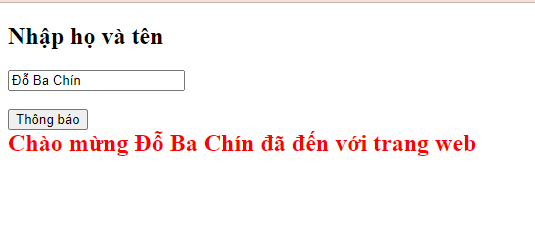 Nhập họ và tên
Đỗ Ba Chín
Thông báo
Chào mừng Đỗ Ba Chín đã đến với trang web